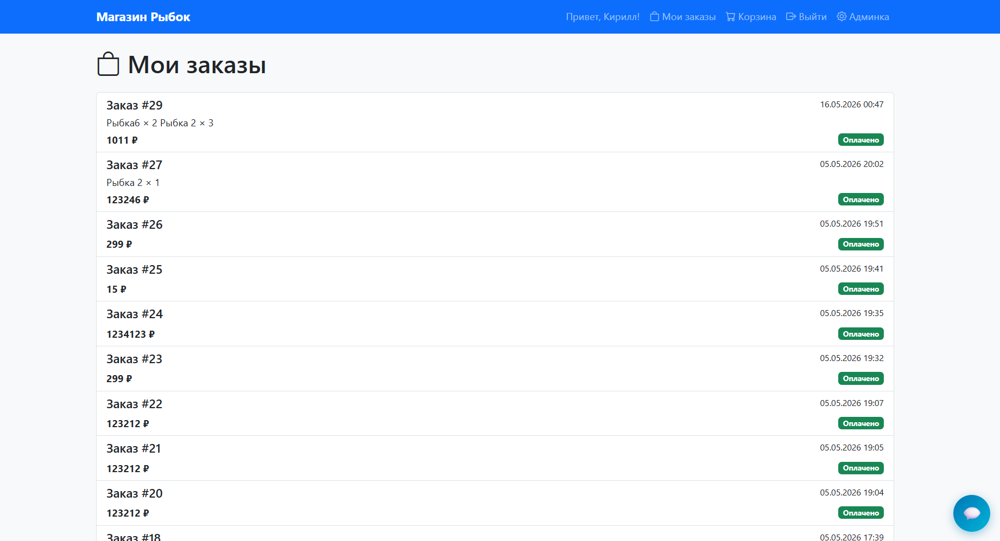 Магазин Рыбок
Привет, Кирилл! Мои заказы Корзина Выйти Админка
Мои заказы
Заказ #29 16.05.2026 00:47
Рыбка6 × 2 Рыбка 2 × 3
1011 ₽ Оплачено
Заказ #27 05.05.2026 20:02
Рыбка 2 × 1
123246 ₽ Оплачено
Заказ #26 05.05.2026 19:51
299 ₽ Оплачено
Заказ #25 05.05.2026 19:41
15 ₽ Оплачено
Заказ #24 05.05.2026 19:35
1234123 ₽ Оплачено
Заказ #23 05.05.2026 19:32
299 ₽ Оплачено
Заказ #22 05.05.2026 19:07
123212 ₽ Оплачено
Заказ #21 05.05.2026 19:05
123212 ₽ Оплачено
Заказ #20 05.05.2026 19:04
123212 ₽ Оплачено
Заказ #18 05.05.2026 17:39